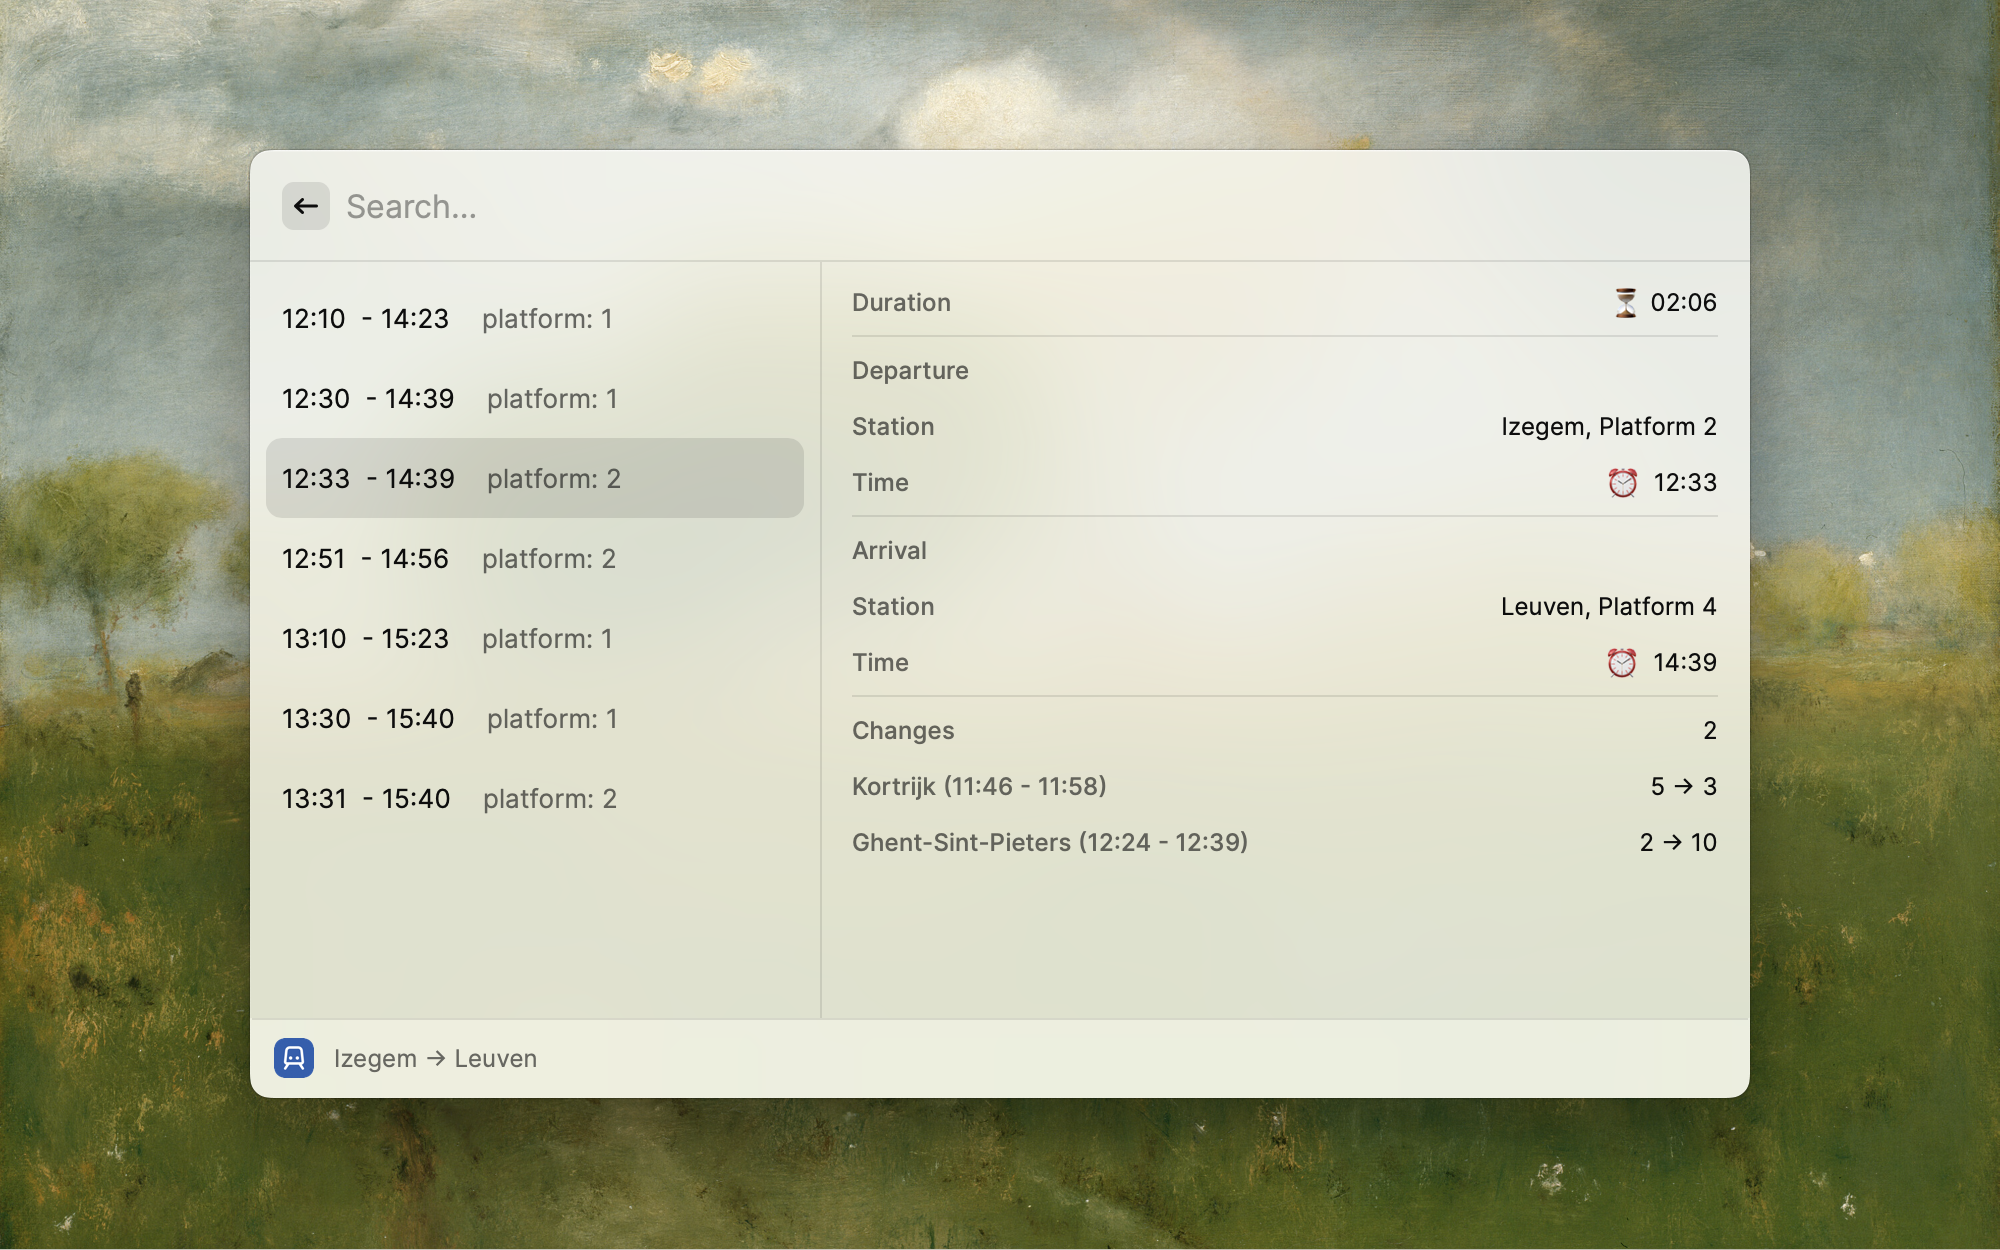 Search...
12:10 - 14:23 platform: 1
12:30 - 14:39 platform: 1
12:33 - 14:39 platform: 2
12:51 - 14:56 platform: 2
13:10 - 15:23 platform: 1
13:30 - 15:40 platform: 1
13:31 - 15:40 platform: 2
Duration ⏳ 02:06
Departure
Station Izegem, Platform 2
Time ⏰ 12:33
Arrival
Station Leuven, Platform 4
Time ⏰ 14:39
Changes 2
Kortrijk (11:46 - 11:58) 5 → 3
Ghent-Sint-Pieters (12:24 - 12:39) 2 → 10
Izegem → Leuven